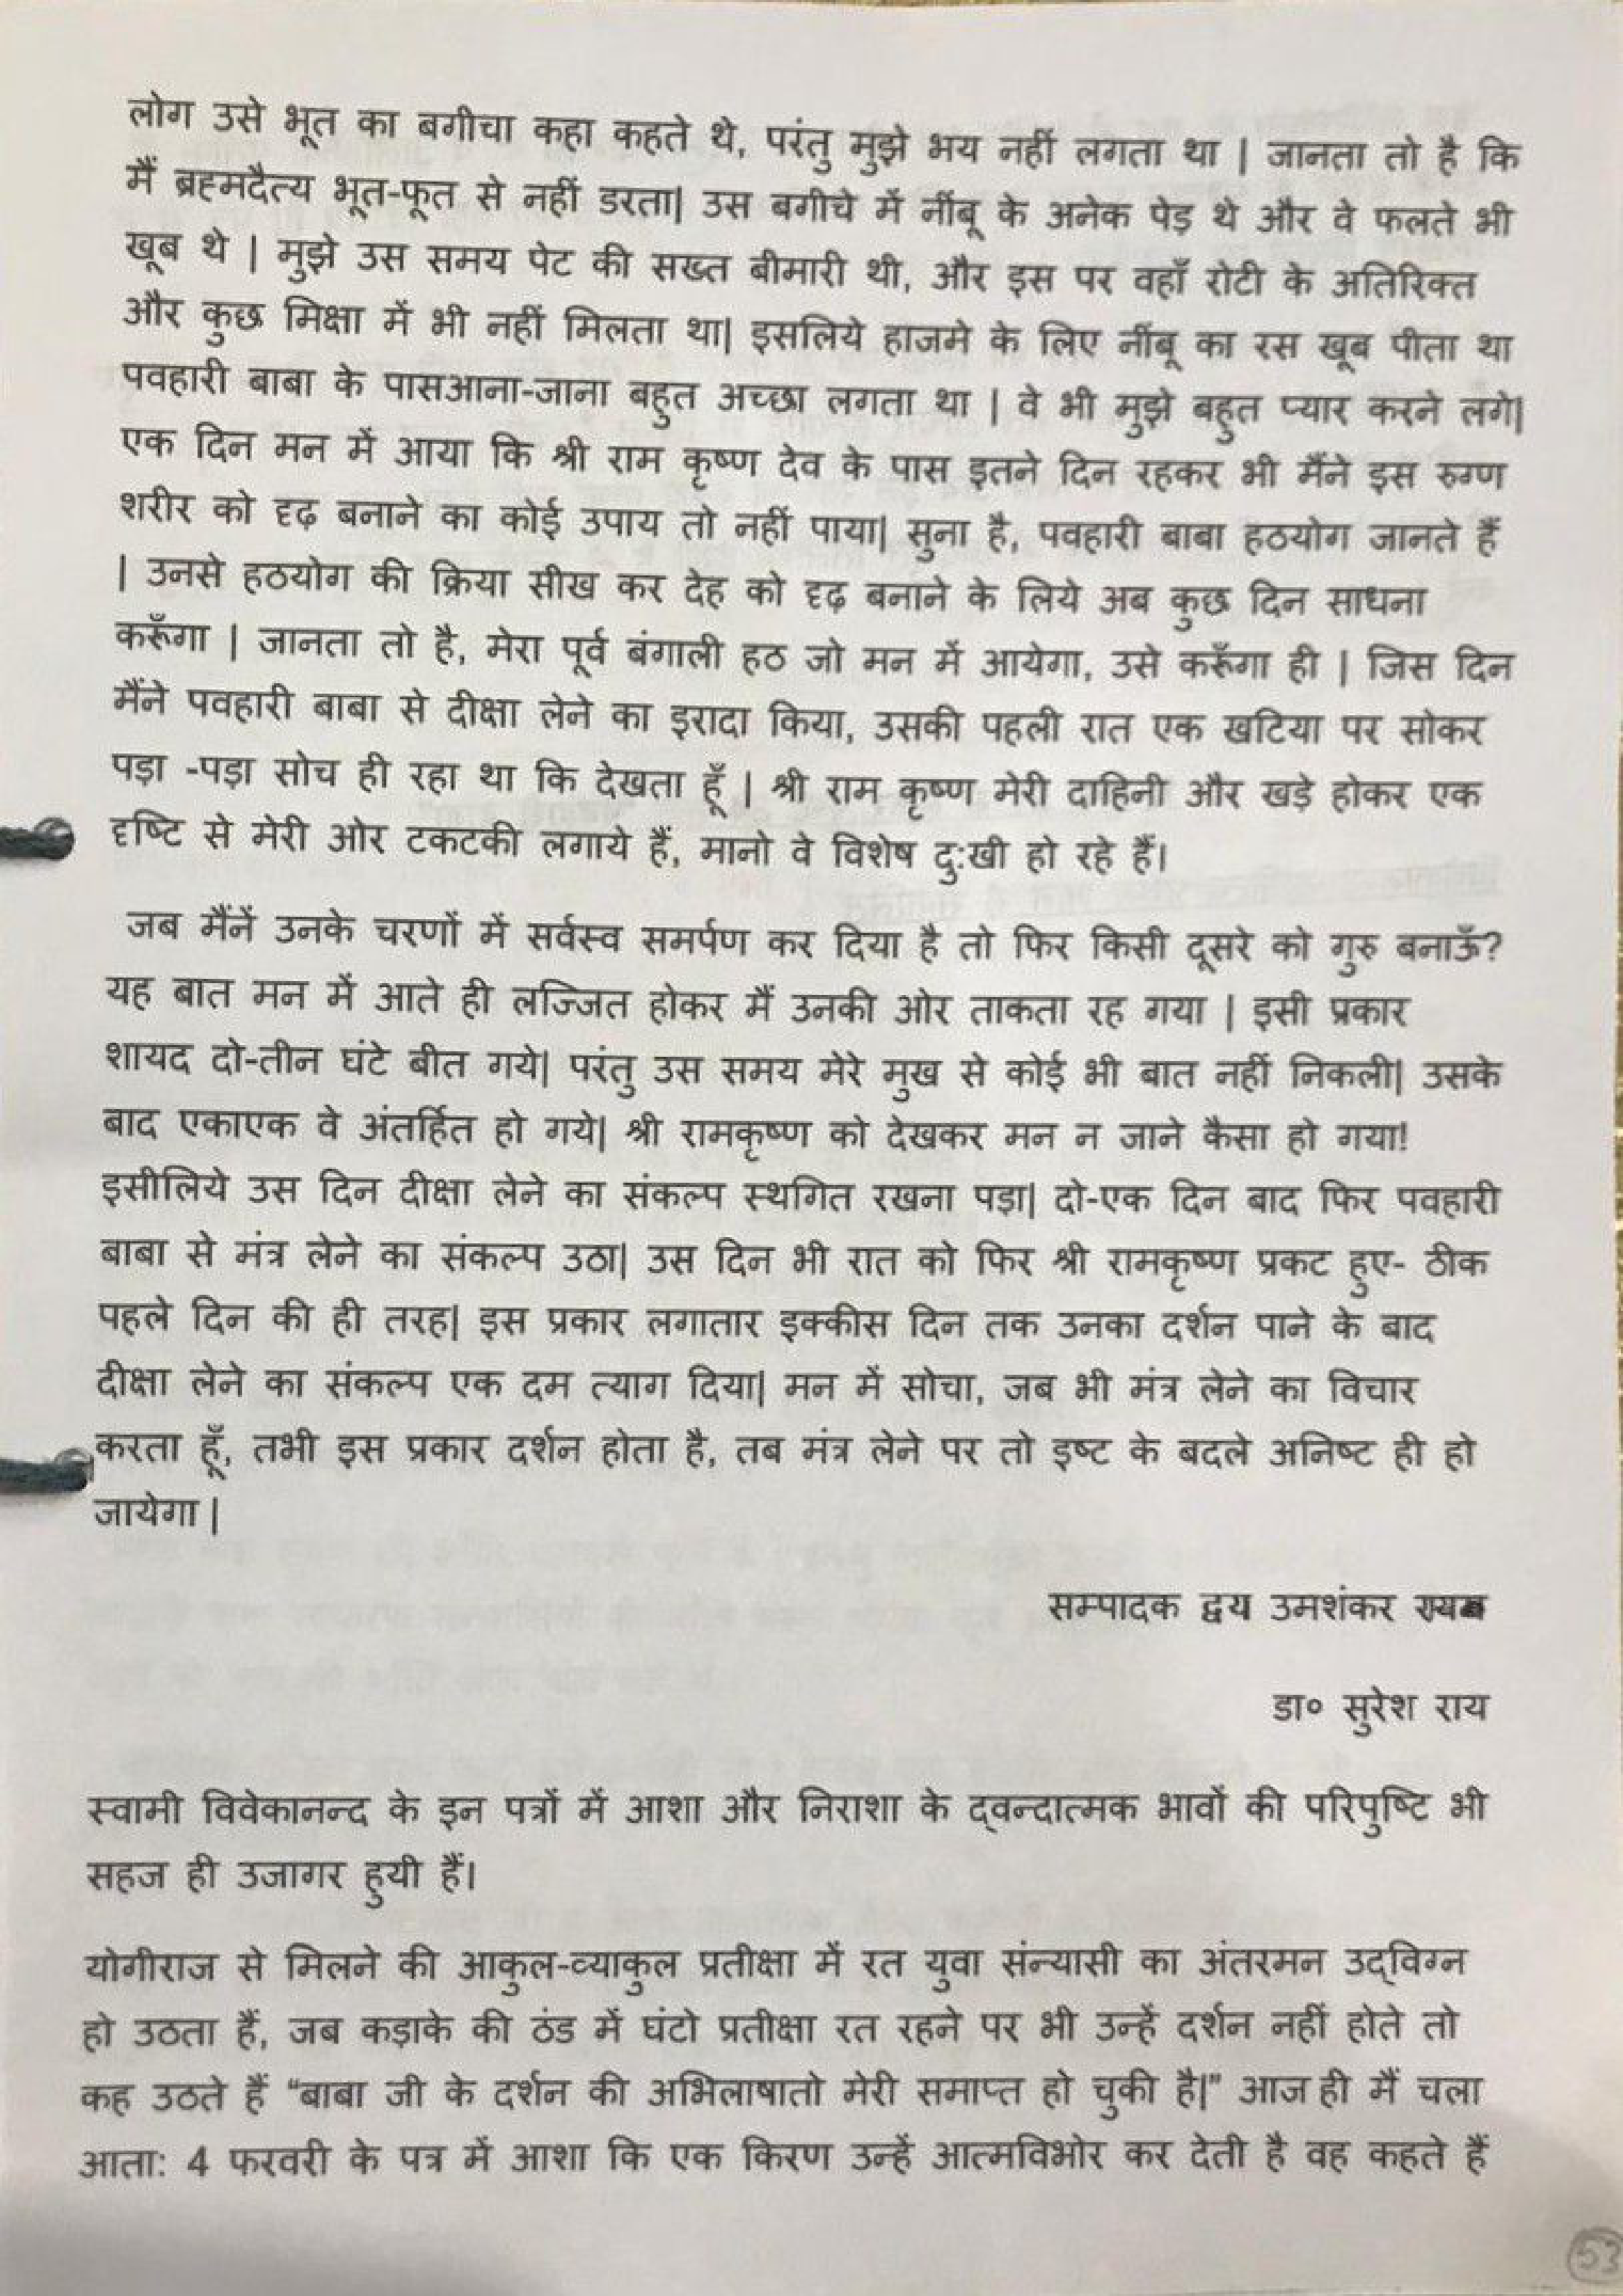 लोग उसे भूत का बगीचा कहा कहते थे, परंतु मुझे भय नहीं लगता था | जानता तो है कि
मैं ब्रह्मदैत्य भूत-फूत से नहीं डरता| उस बगीचे में नींबू के अनेक पेड़ थे और वे फलते भी
खूब थे | मुझे उस समय पेट की सख्त बीमारी थी, और इस पर वहाँ रोटी के अतिरिक्त
और कुछ मिक्षा में भी नहीं मिलता था| इसलिये हाजमे के लिए नींबू का रस खूब पीता था
पवहारी बाबा के पासआना-जाना बहुत अच्छा लगता था | वे भी मुझे बहुत प्यार करने लगे|
एक दिन मन में आया कि श्री राम कृष्ण देव के पास इतने दिन रहकर भी मैंने इस रुग्ण
शरीर को दृढ़ बनाने का कोई उपाय तो नहीं पाया| सुना है, पवहारी बाबा हठयोग जानते हैं
| उनसे हठयोग की क्रिया सीख कर देह को दृढ़ बनाने के लिये अब कुछ दिन साधना
करूँगा | जानता तो है, मेरा पूर्व बंगाली हठ जो मन में आयेगा, उसे करूँगा ही | जिस दिन
मैंने पवहारी बाबा से दीक्षा लेने का इरादा किया, उसकी पहली रात एक खटिया पर सोकर
पड़ा -पड़ा सोच ही रहा था कि देखता हूँ | श्री राम कृष्ण मेरी दाहिनी और खड़े होकर एक
दृष्टि से मेरी ओर टकटकी लगाये हैं, मानो वे विशेष दु:खी हो रहे हैं।
जब मैंनें उनके चरणों में सर्वस्व समर्पण कर दिया है तो फिर किसी दूसरे को गुरु बनाऊँ?
यह बात मन में आते ही लज्जित होकर मैं उनकी ओर ताकता रह गया | इसी प्रकार
शायद दो-तीन घंटे बीत गये| परंतु उस समय मेरे मुख से कोई भी बात नहीं निकली| उसके
बाद एकाएक वे अंतर्हित हो गये| श्री रामकृष्ण को देखकर मन न जाने कैसा हो गया!
इसीलिये उस दिन दीक्षा लेने का संकल्प स्थगित रखना पड़ा| दो-एक दिन बाद फिर पवहारी
बाबा से मंत्र लेने का संकल्प उठा| उस दिन भी रात को फिर श्री रामकृष्ण प्रकट हुए- ठीक
पहले दिन की ही तरह| इस प्रकार लगातार इक्कीस दिन तक उनका दर्शन पाने के बाद
दीक्षा लेने का संकल्प एक दम त्याग दिया| मन में सोचा, जब भी मंत्र लेने का विचार
करता हूँ, तभी इस प्रकार दर्शन होता है, तब मंत्र लेने पर तो इष्ट के बदले अनिष्ट ही हो
जायेगा |
सम्पादक द्वय उमशंकर
डा० सुरेश राय
स्वामी विवेकानन्द के इन पत्रों में आशा और निराशा के द्वन्दात्मक भावों की परिपुष्टि भी
सहज ही उजागर हुयी हैं।
योगीराज से मिलने की आकुल-व्याकुल प्रतीक्षा में रत युवा संन्यासी का अंतरमन उद्विग्न
हो उठता हैं, जब कड़ाके की ठंड में घंटो प्रतीक्षा रत रहने पर भी उन्हें दर्शन नहीं होते तो
कह उठते हैं "बाबा जी के दर्शन की अभिलाषातो मेरी समाप्त हो चुकी है|" आज ही मैं चला
आता: 4 फरवरी के पत्र में आशा कि एक किरण उन्हें आत्मविभोर कर देती है वह कहते हैं
53